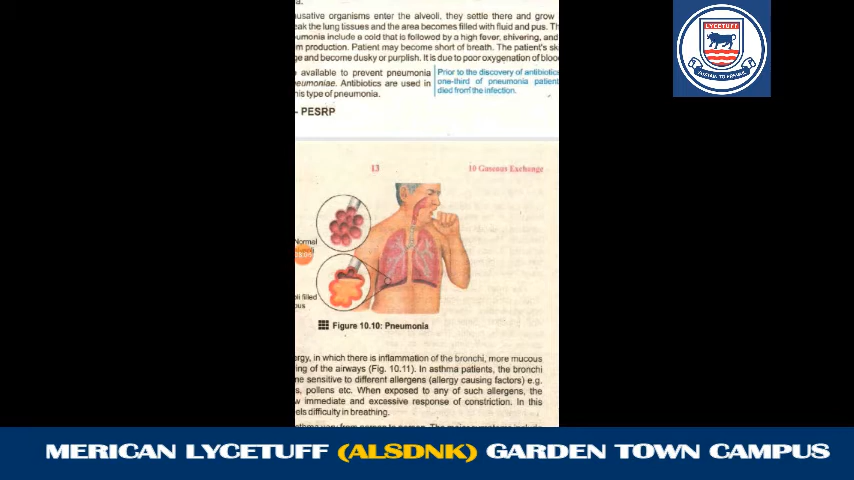 a.
usative organisms enter the alveoli, they settle there and grow
eak the lung tissues and the area becomes filled with fluid and pus. Th
umonia include a cold that is followed by a high fever, shivering, and
m production. Patient may become short of breath. The patient's sk
ge and become dusky or purplish. It is due to poor oxygenation of bloo
available to prevent pneumonia
eumoniae. Antibiotics are used in
his type of pneumonia.
Prior to the discovery of antibiotics
one-third of pneumonia patient
died from the infection.
- PESRP
13
10 Gaseous Exchange
Normal
oli filled
pus
Figure 10.10: Pneumonia
ergy, in which there is inflammation of the bronchi, more mucous
ring of the airways (Fig. 10.11). In asthma patients, the bronchi
me sensitive to different allergens (allergy causing factors) e.g.
s, pollens etc. When exposed to any of such allergens, the
w immediate and excessive response of constriction. In this
els difficulty in breathing.
LYCETUFF
MERICAN LYCETUFF (ALSDNK) GARDEN TOWN CAMPUS